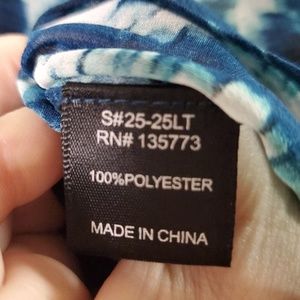 S#25-25LT
RN# 135773
100%POLYESTER
MADE IN CHINA